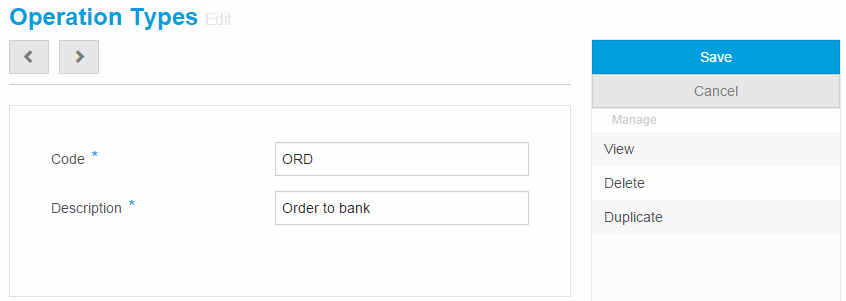 Operation Types Edit
Save
Cancel
Manage
View
Delete
Duplicate
Code *
ORD
Description *
Order to bank